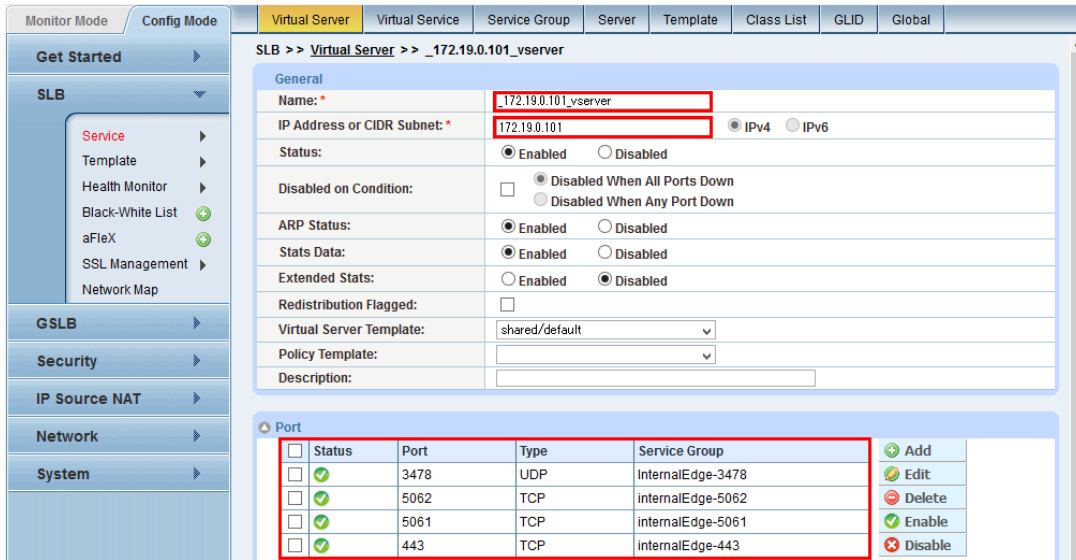 Monitor Mode Config Mode Virtual Server Virtual Service Service Group Server Template Class List GLID Global
Get Started
SLB
Service
Template
Health Monitor
Black-White List
aFleX
SSL Management
Network Map
GSLB
Security
IP Source NAT
Network
System
SLB >> Virtual Server >> _172.19.0.101_vserver
General
Name: * _172.19.0.101_vserver
IP Address or CIDR Subnet: * 172.19.0.101 IPv4 IPv6
Status: Enabled Disabled
Disabled on Condition: Disabled When All Ports Down
Disabled When Any Port Down
ARP Status: Enabled Disabled
Stats Data: Enabled Disabled
Extended Stats: Enabled Disabled
Redistribution Flagged:
Virtual Server Template: shared/default
Policy Template:
Description:
Port
Status Port Type Service Group Add
3478 UDP InternalEdge-3478 Edit
5062 TCP internalEdge-5062 Delete
5061 TCP internalEdge-5061 Enable
443 TCP internalEdge-443 Disable